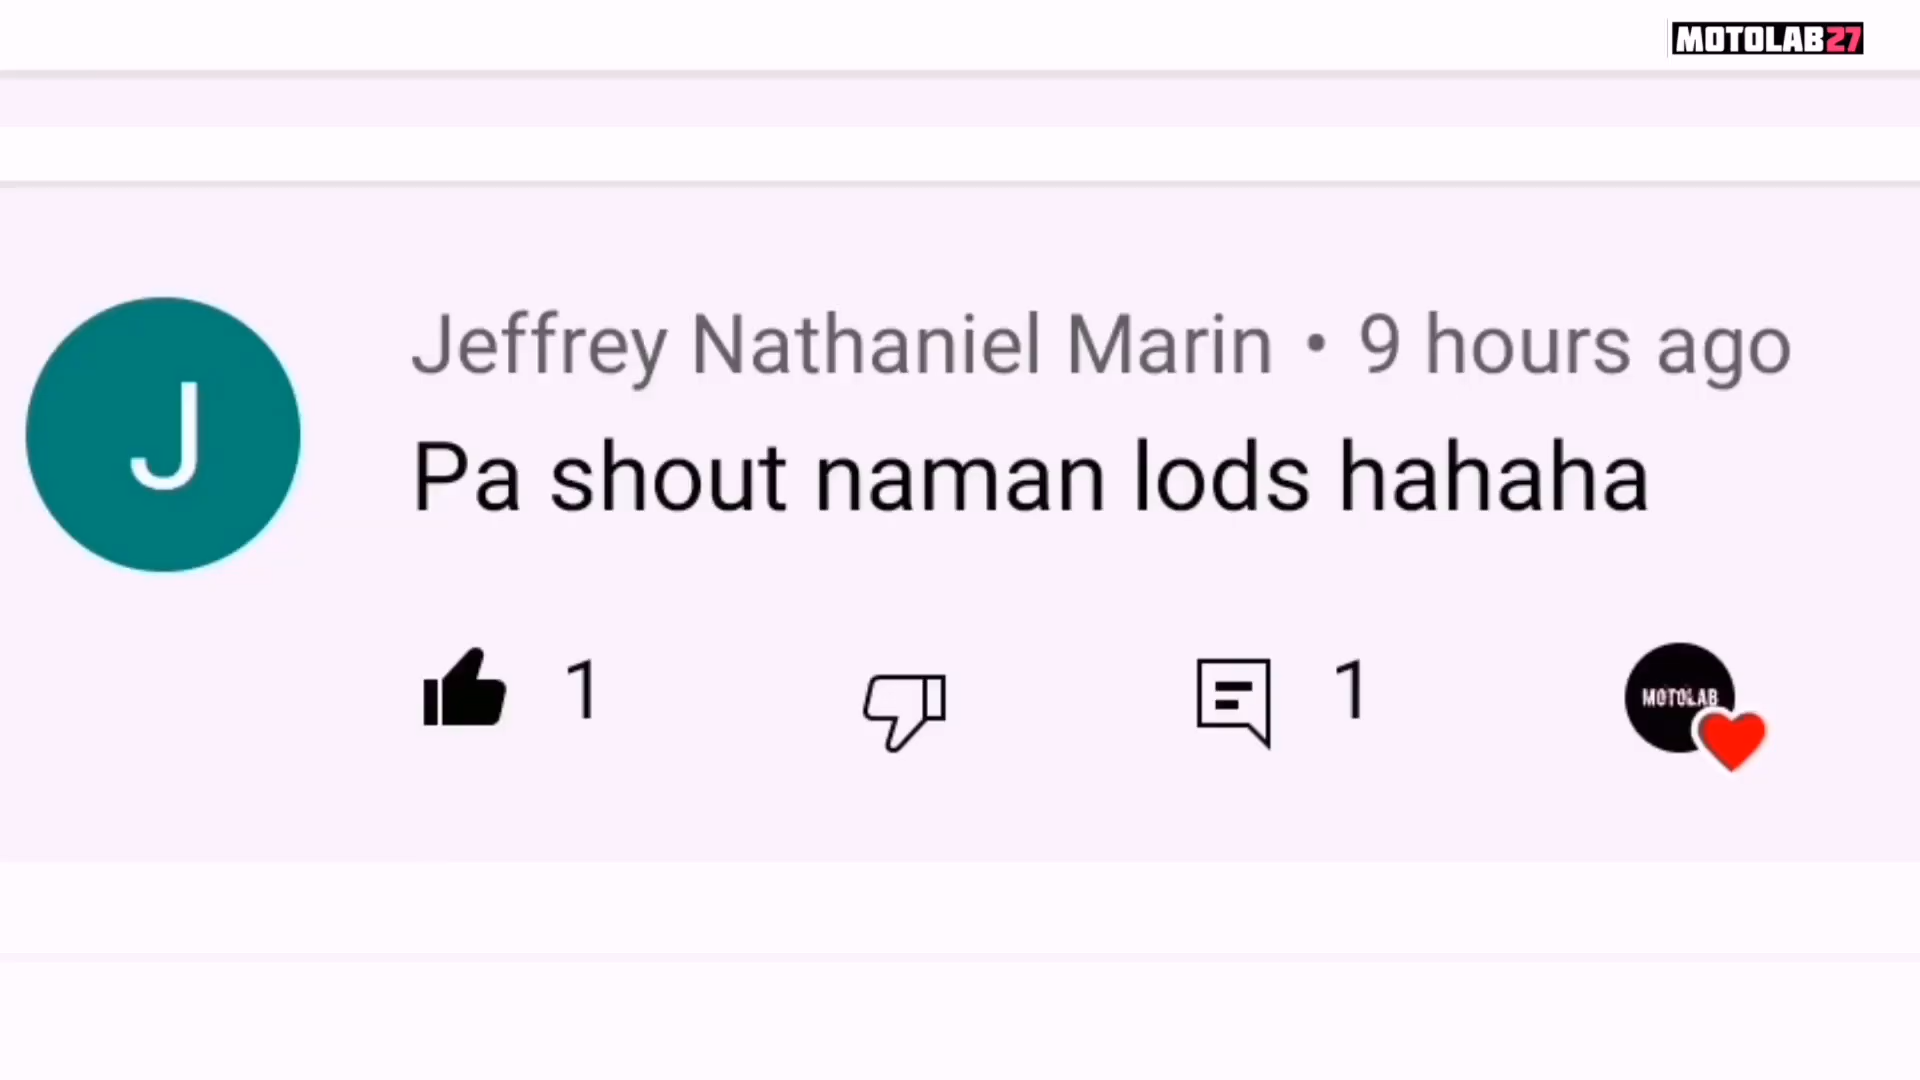 MOTOLAB27
J
Jeffrey Nathaniel Marin • 9 hours ago
Pa shout naman lods hahaha
1
1
MOTOLAB